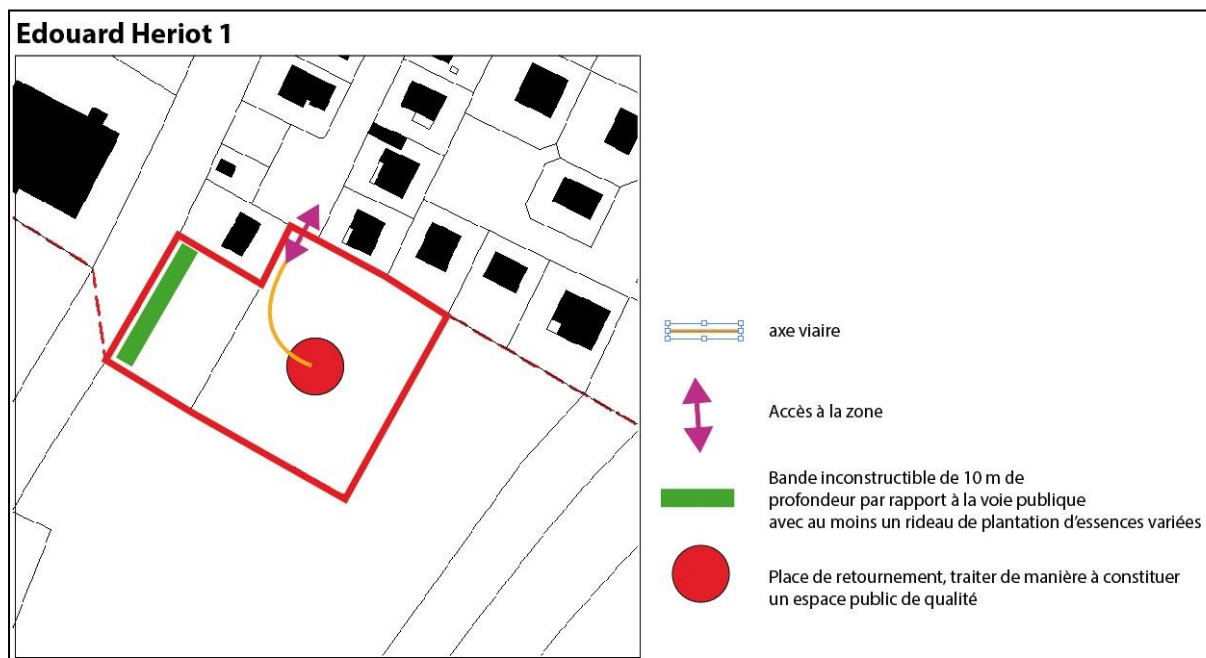 Edouard Heriot 1
axe viaire
Accès à la zone
Bande inconstructible de 10 m de
profondeur par rapport à la voie publique
avec au moins un rideau de plantation d'essences variées
Place de retournement, traiter de manière à constituer
un espace public de qualité